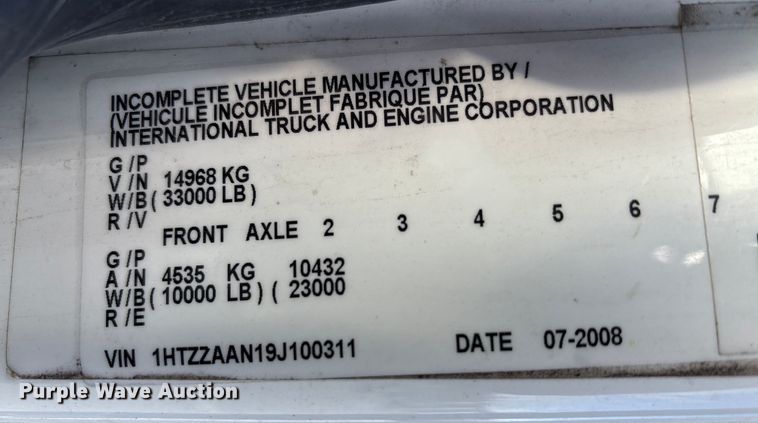 INCOMPLETE VEHICLE MANUFACTURED BY /
(VEHICULE INCOMPLET FABRIQUE PAR)
INTERNATIONAL TRUCK AND ENGINE CORPORATION
G /P
V /N 14968 KG
W/B ( 33000 LB )
R /V
FRONT AXLE 2 3 4 5 6 7
G /P
A /N 4535 KG 10432
W/B ( 10000 LB ) ( 23000
R /E
VIN 1HTZZAAN19J100311 DATE 07-2008
Purple Wave Auction